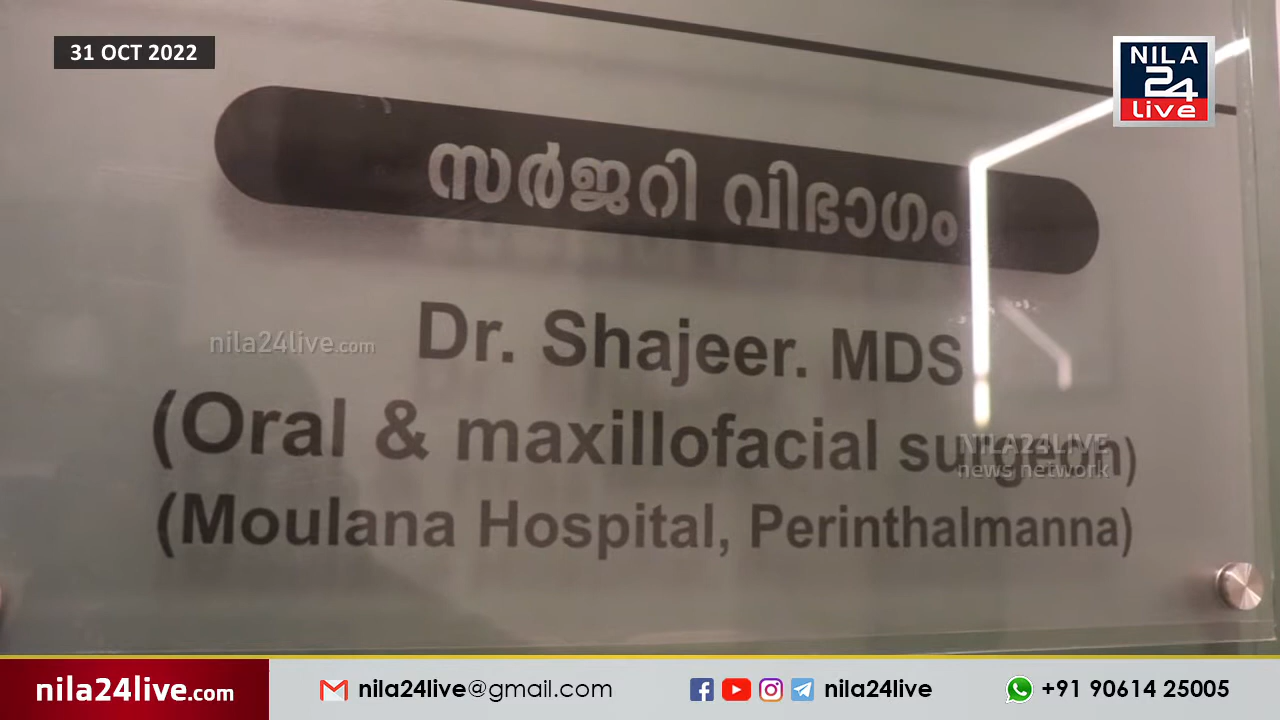 31 OCT 2022
NILA
24
live
സർജറി വിഭാഗം
Dr. Shajeer. MDS
nila24live.com
(Oral & maxillofacial surgeon)
NILA24LIVE
news network
(Moulana Hospital, Perinthalmanna)
nila24live.com
nila24live@gmail.com
nila24live
+91 90614 25005